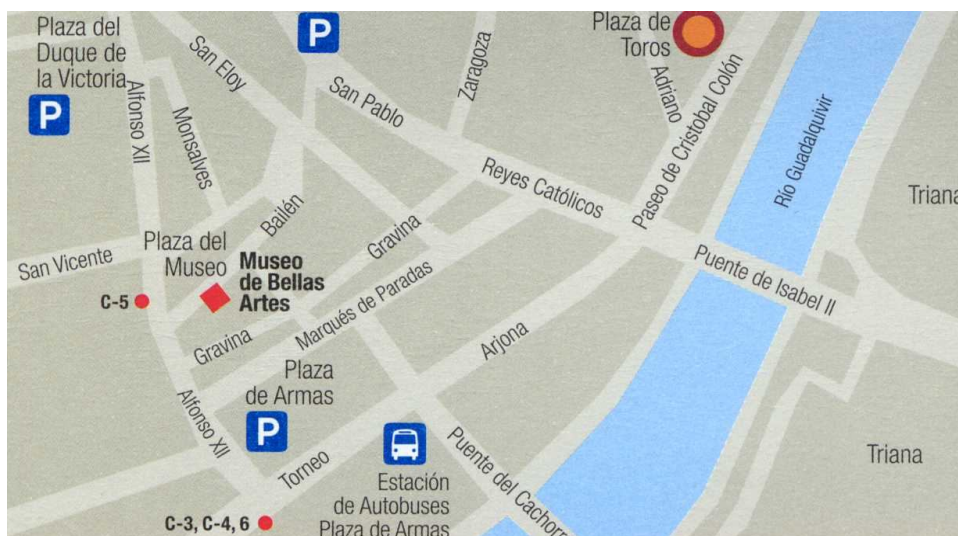 Plaza del
Duque de
la Victoria
P
P
San Eloy
San Pablo
Zaragoza
Plaza de
Toros
Adriano
Paseo de Cristobal Colón
Río Guadalquivir
Triana
Alfonso XII
Monsalves
Bailén
Gravina
Reyes Católicos
San Vicente
Plaza del
Museo
Museo
de Bellas
Artes
C-5
Marqués de Paradas
Puente de Isabel II
Gravina
Arjona
Plaza
de Armas
P
Alfonso XII
Torneo
Puente del Cachorr
Estación
de Autobuses
Plaza de Armas
Triana
C-3, C-4, 6